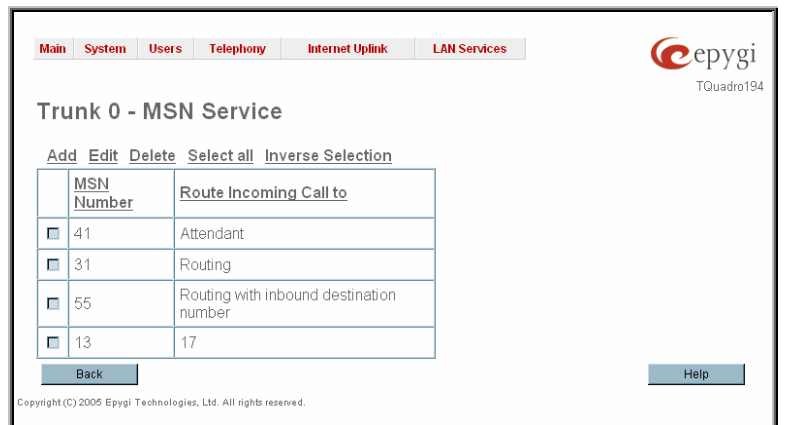 Main System Users Telephony Internet Uplink LAN Services
epygi
TQuadro194
Trunk 0 - MSN Service
Add Edit Delete Select all Inverse Selection
MSN
Number
Route Incoming Call to
41 Attendant
31 Routing
55 Routing with inbound destination
number
13 17
Back Help
Copyright (C) 2005 Epygi Technologies, Ltd. All rights reserved.